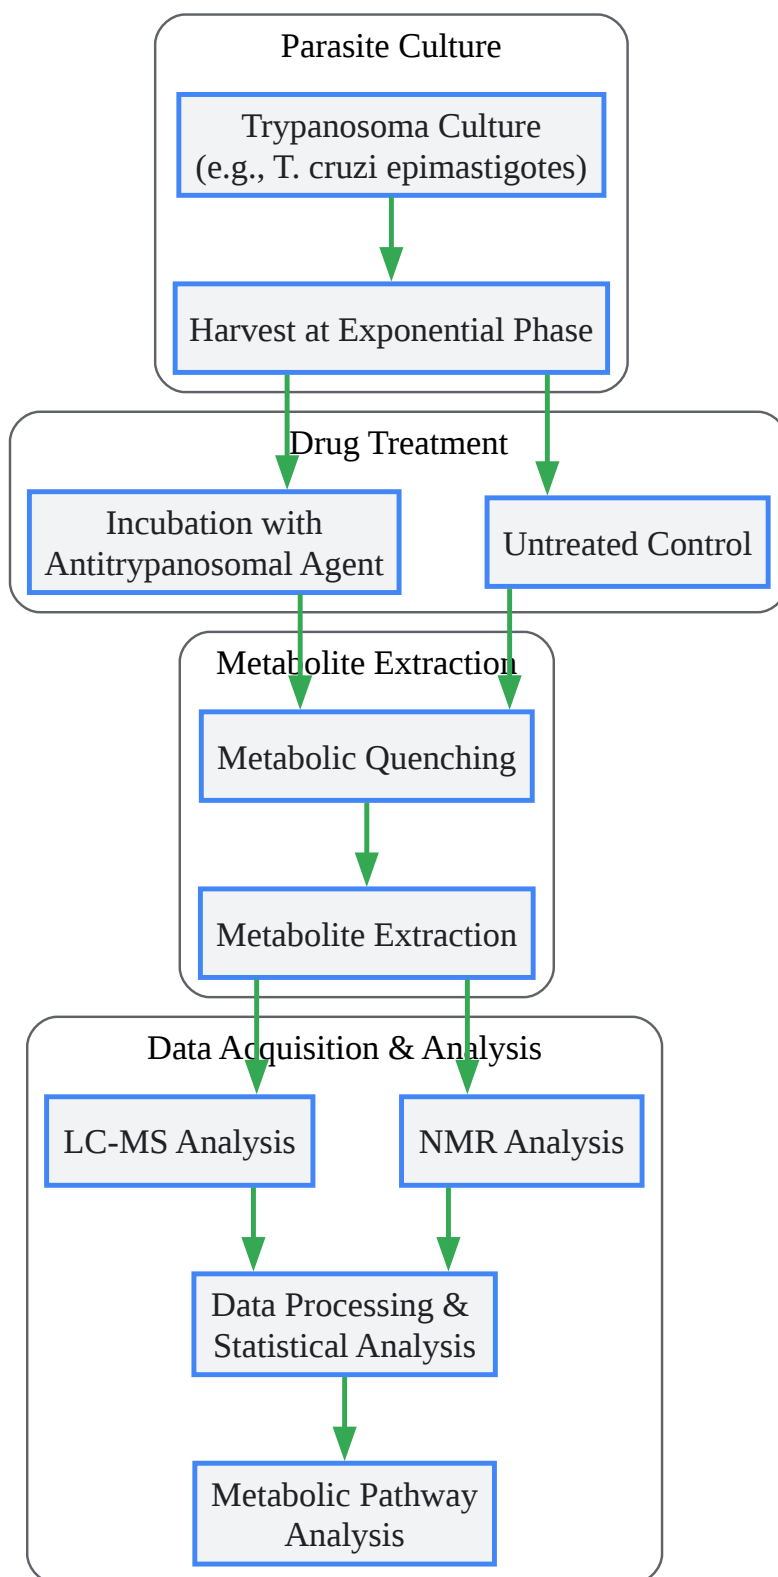 Parasite Culture
Trypanosoma Culture
(e.g., T. cruzi epimastigotes)
Harvest at Exponential Phase
Drug Treatment
Incubation with
Antitrypanosomal Agent
Untreated Control
Metabolite Extraction
Metabolic Quenching
Metabolite Extraction
Data Acquisition & Analysis
LC-MS Analysis
NMR Analysis
Data Processing &
Statistical Analysis
Metabolic Pathway
Analysis